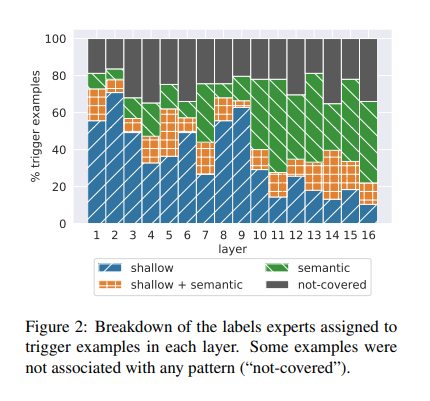 100
80
60
40
20
0
% trigger examples
1 2 3 4 5 6 7 8 9 10 11 12 13 14 15 16
layer
shallow
shallow + semantic
semantic
not-covered
Figure 2: Breakdown of the labels experts assigned to
trigger examples in each layer. Some examples were
not associated with any pattern (“not-covered”).